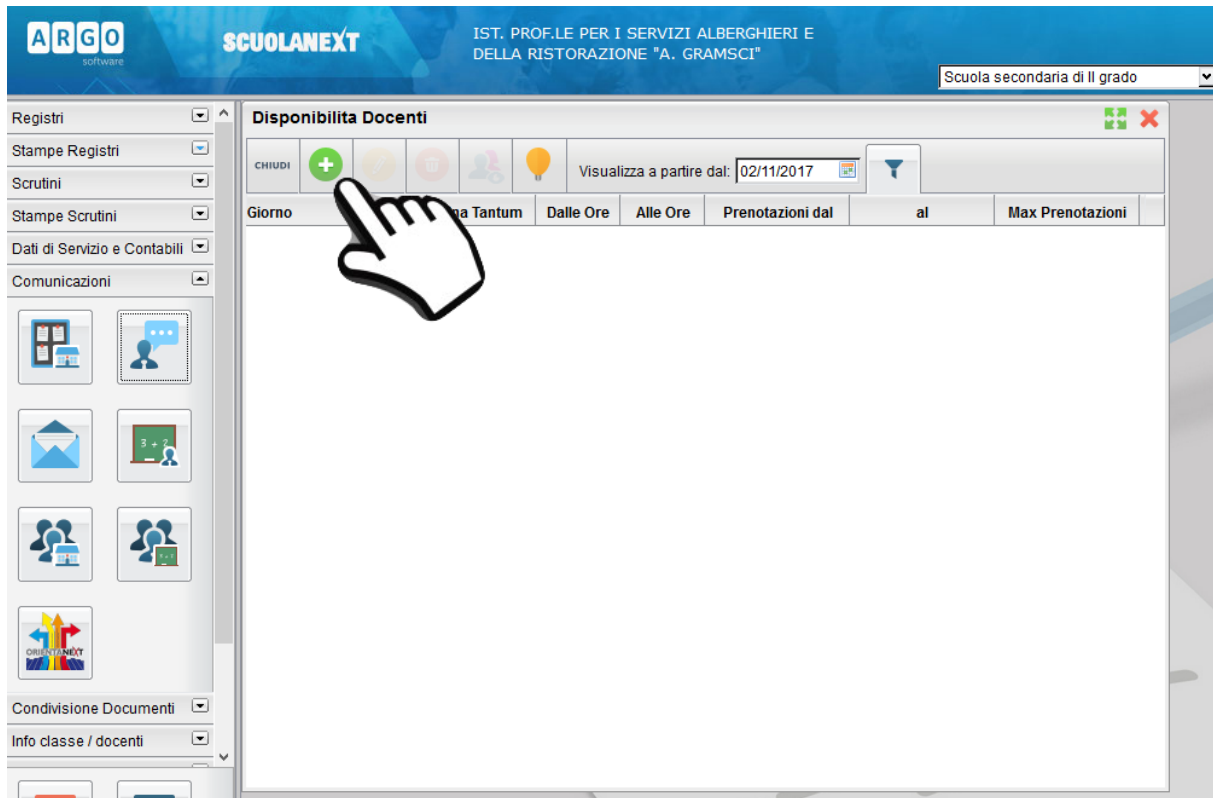 ARGO
software
SCUOLANEXT
IST. PROF.LE PER I SERVIZI ALBERGHIERI E
DELLA RISTORAZIONE "A. GRAMSCI"
Scuola secondaria di II grado
Registri
Stampe Registri
Scrutini
Stampe Scrutini
Dati di Servizio e Contabili
Comunicazioni
3 + 2
ORIENTANEXT
Condivisione Documenti
Info classe / docenti
Disponibilita Docenti
CHIUDI
Visualizza a partire dal: 02/11/2017
Giorno Tantum Dalle Ore Alle Ore Prenotazioni dal al Max Prenotazioni